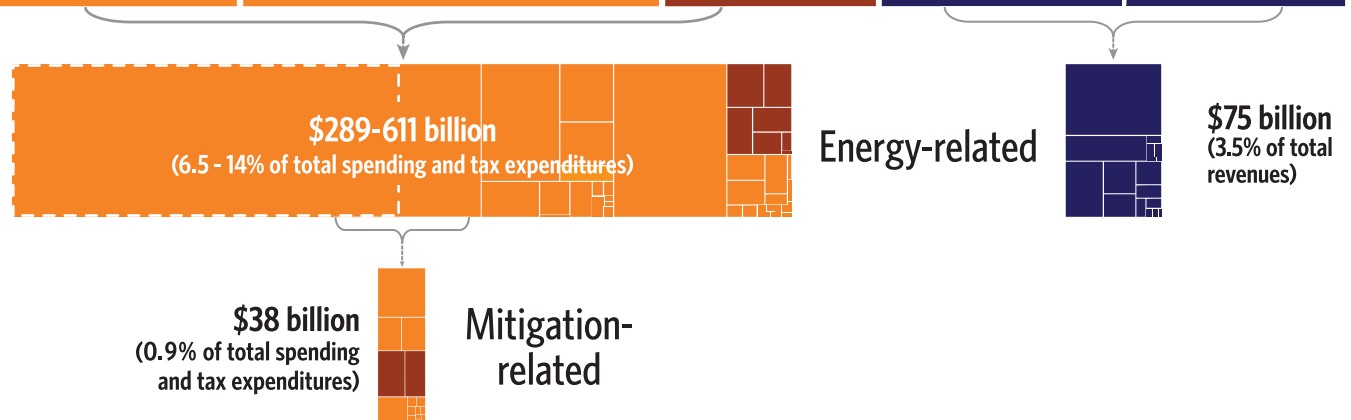 $289-611 billion
(6.5 - 14% of total spending and tax expenditures)
Energy-related
$75 billion
(3.5% of total
revenues)
$38 billion
(0.9% of total spending
and tax expenditures)
Mitigation-
related